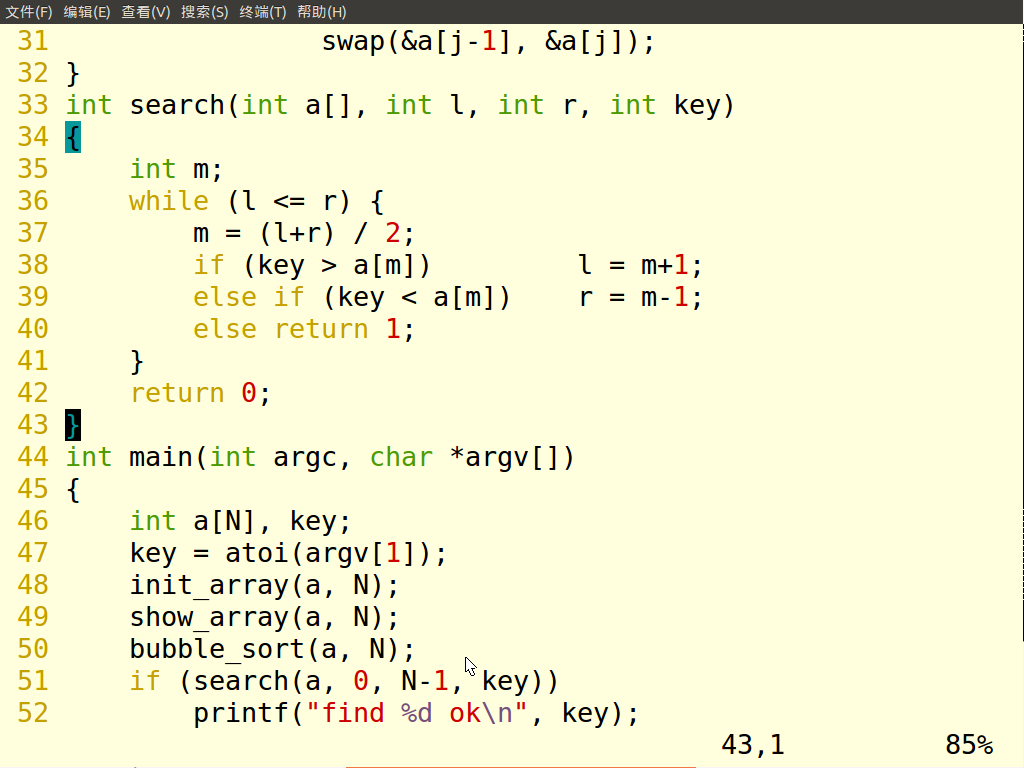 文件(F) 编辑(E) 查看(V) 搜索(S) 终端(T) 帮助(H)
31                 swap(&a[j-1], &a[j]);
32 }
33 int search(int a[], int l, int r, int key)
34 {
35     int m;
36     while (l <= r) {
37         m = (l+r) / 2;
38         if (key > a[m])         l = m+1;
39         else if (key < a[m])    r = m-1;
40         else return 1;
41     }
42     return 0;
43 }
44 int main(int argc, char *argv[])
45 {
46     int a[N], key;
47     key = atoi(argv[1]);
48     init_array(a, N);
49     show_array(a, N);
50     bubble_sort(a, N);
51     if (search(a, 0, N-1, key))
52         printf("find %d ok\n", key);
43,1          85%